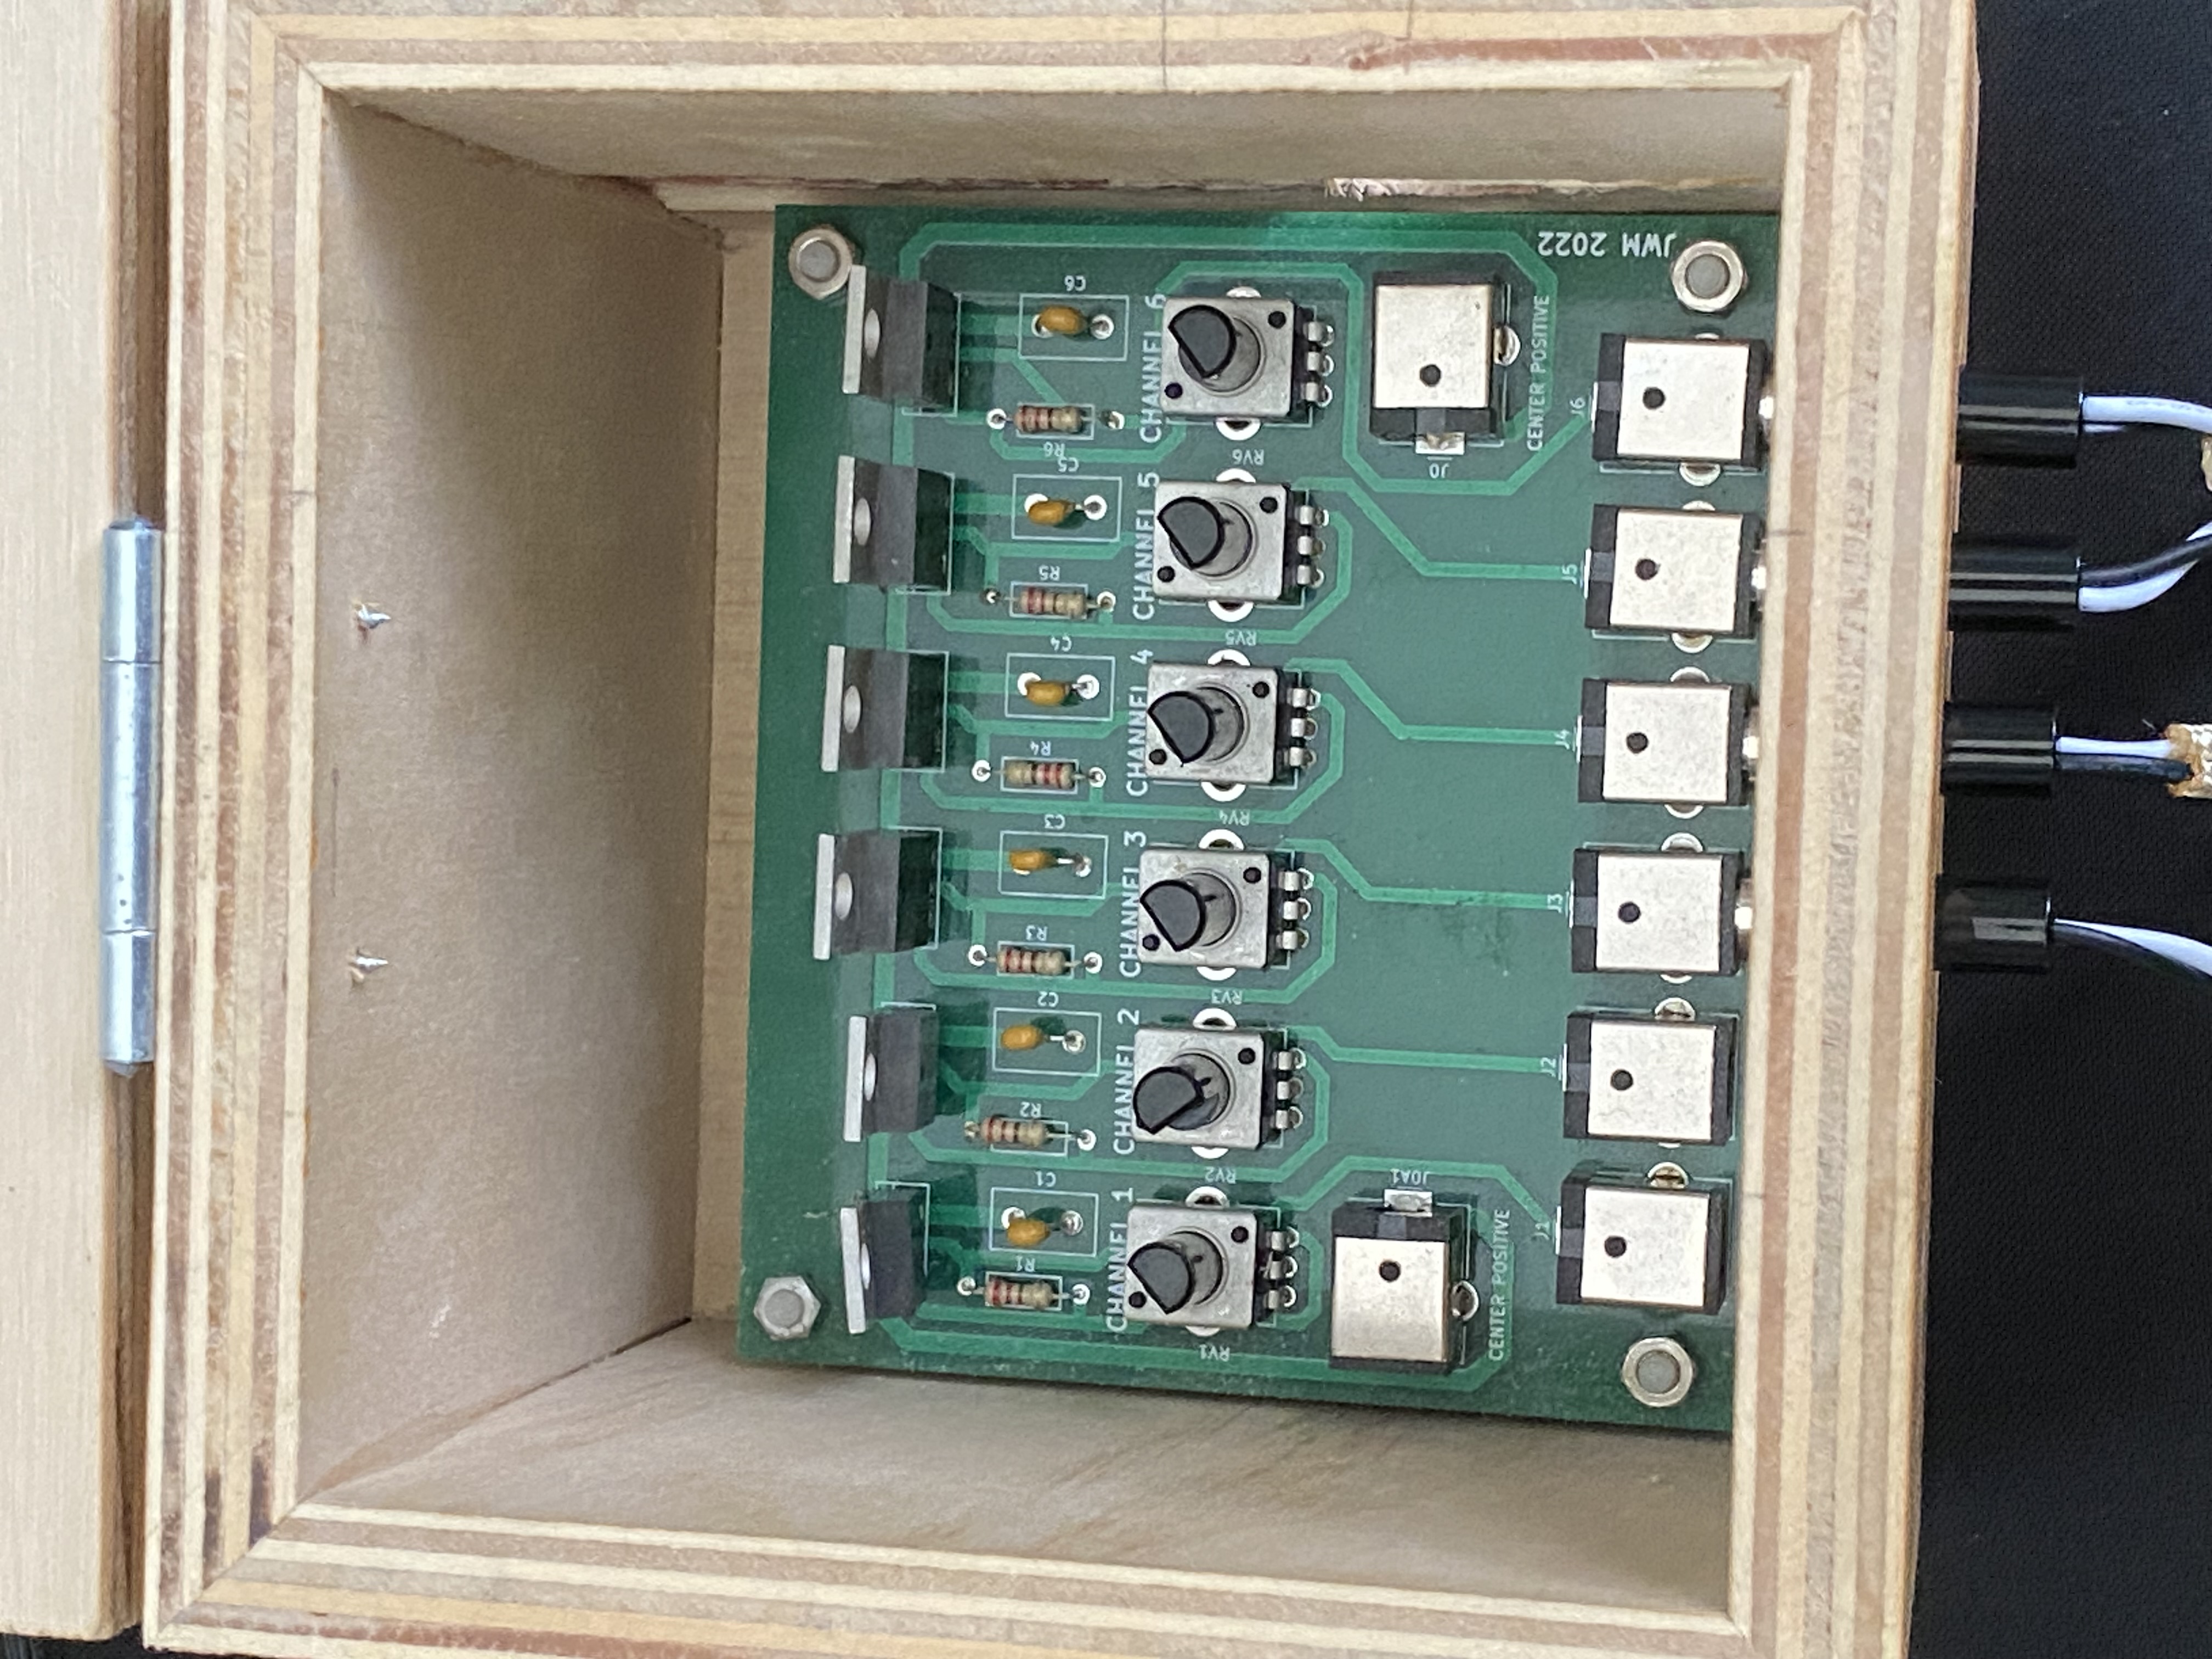 R1
C1
R2
C2
R3
C3
R4
C4
R5
C5
R6
C6
CHANNEL 1
CHANNEL 2
CHANNEL 3
CHANNEL 4
CHANNEL 5
CHANNEL 6
RV1
RV2
RV3
RV4
RV5
RV6
J0A1
J0
CENTER POSITIVE
CENTER POSITIVE
J1
J2
J3
J4
J5
J6
JWM 2022